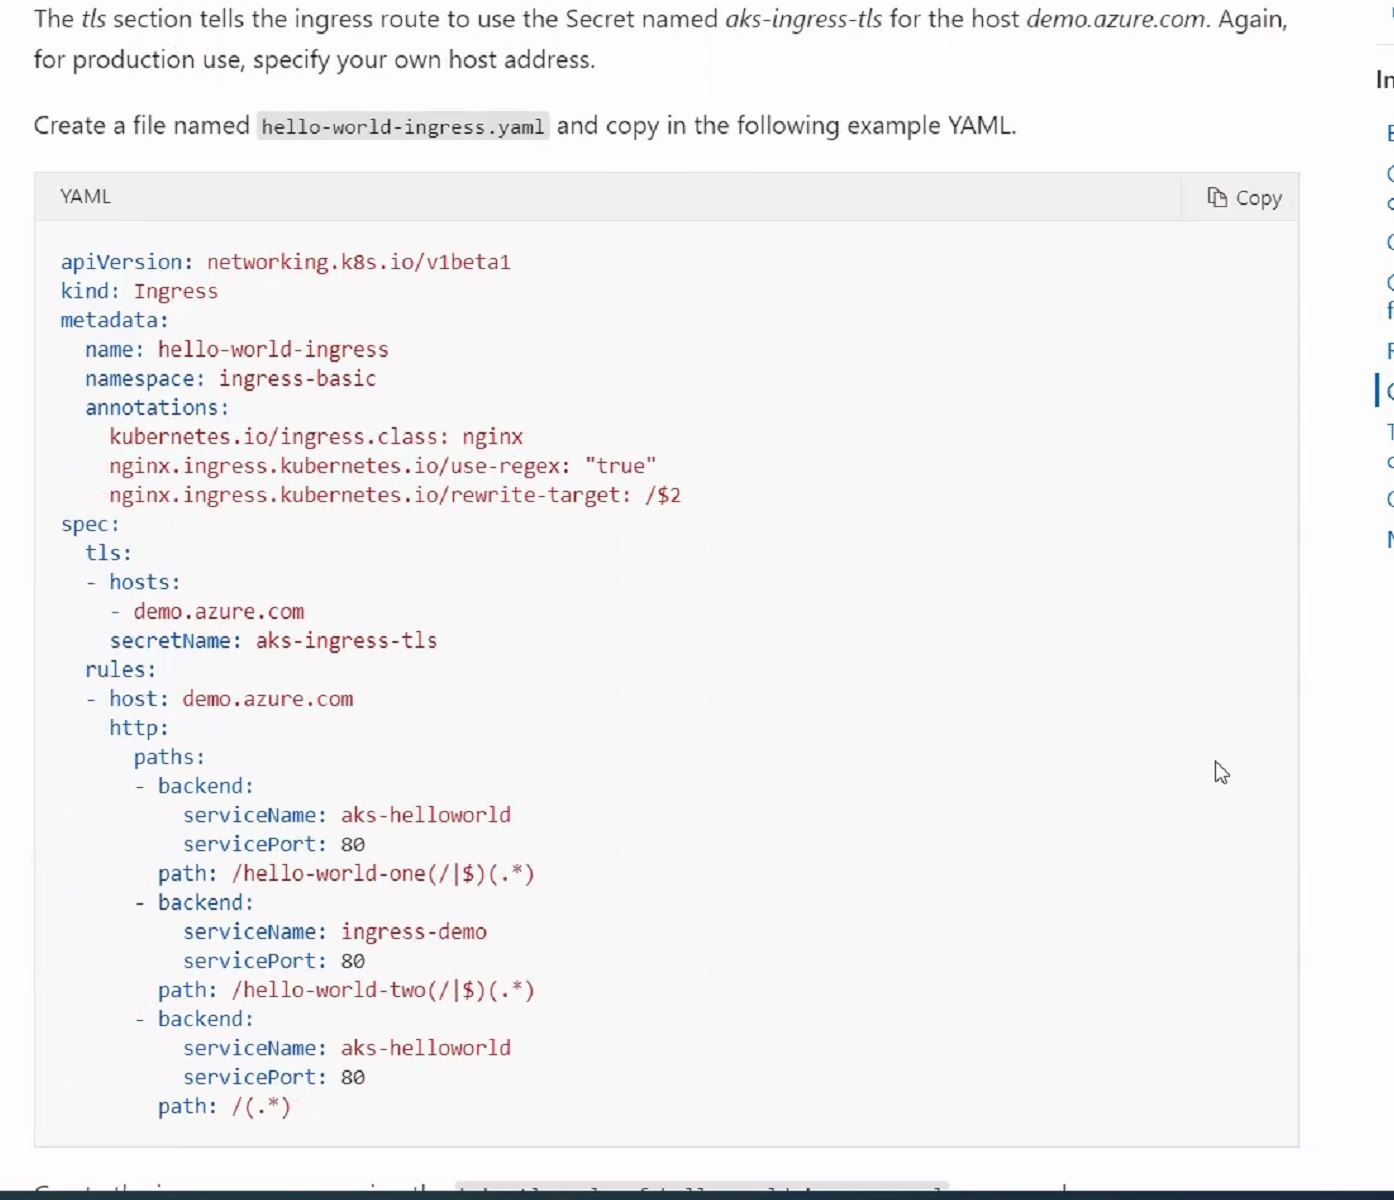 The tls section tells the ingress route to use the Secret named aks-ingress-tls for the host demo.azure.com. Again,
for production use, specify your own host address.
In
Create a file named hello-world-ingress.yaml and copy in the following example YAML.
YAML
Copy
apiVersion: networking.k8s.io/v1beta1
kind: Ingress
metadata:
  name: hello-world-ingress
  namespace: ingress-basic
  annotations:
    kubernetes.io/ingress.class: nginx
    nginx.ingress.kubernetes.io/use-regex: "true"
    nginx.ingress.kubernetes.io/rewrite-target: /$2
spec:
  tls:
  - hosts:
    - demo.azure.com
    secretName: aks-ingress-tls
  rules:
  - host: demo.azure.com
    http:
      paths:
      - backend:
          serviceName: aks-helloworld
          servicePort: 80
        path: /hello-world-one(/|$)(.*)
      - backend:
          serviceName: ingress-demo
          servicePort: 80
        path: /hello-world-two(/|$)(.*)
      - backend:
          serviceName: aks-helloworld
          servicePort: 80
        path: /(.*)